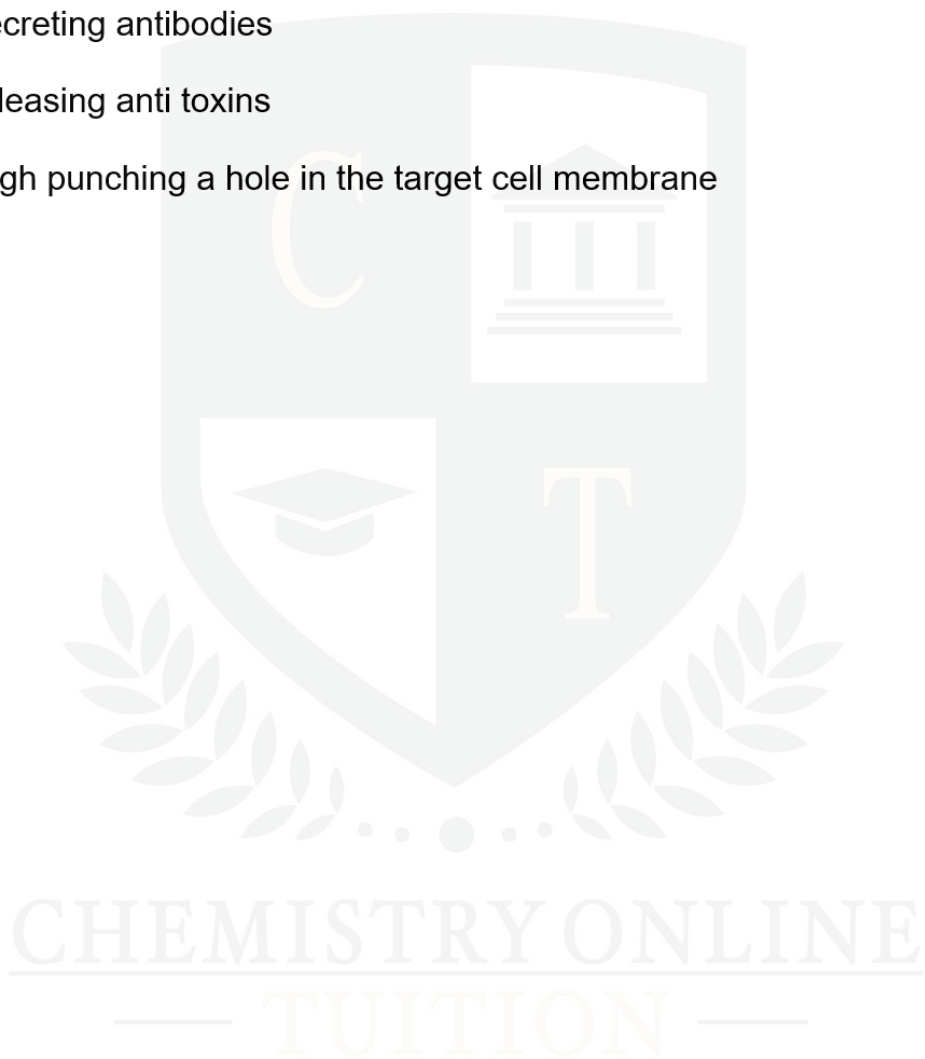 ecreting antibodies
leasing anti toxins
gh punching a hole in the target cell membrane
C
T
CHEMISTRY ONLINE
TUITION